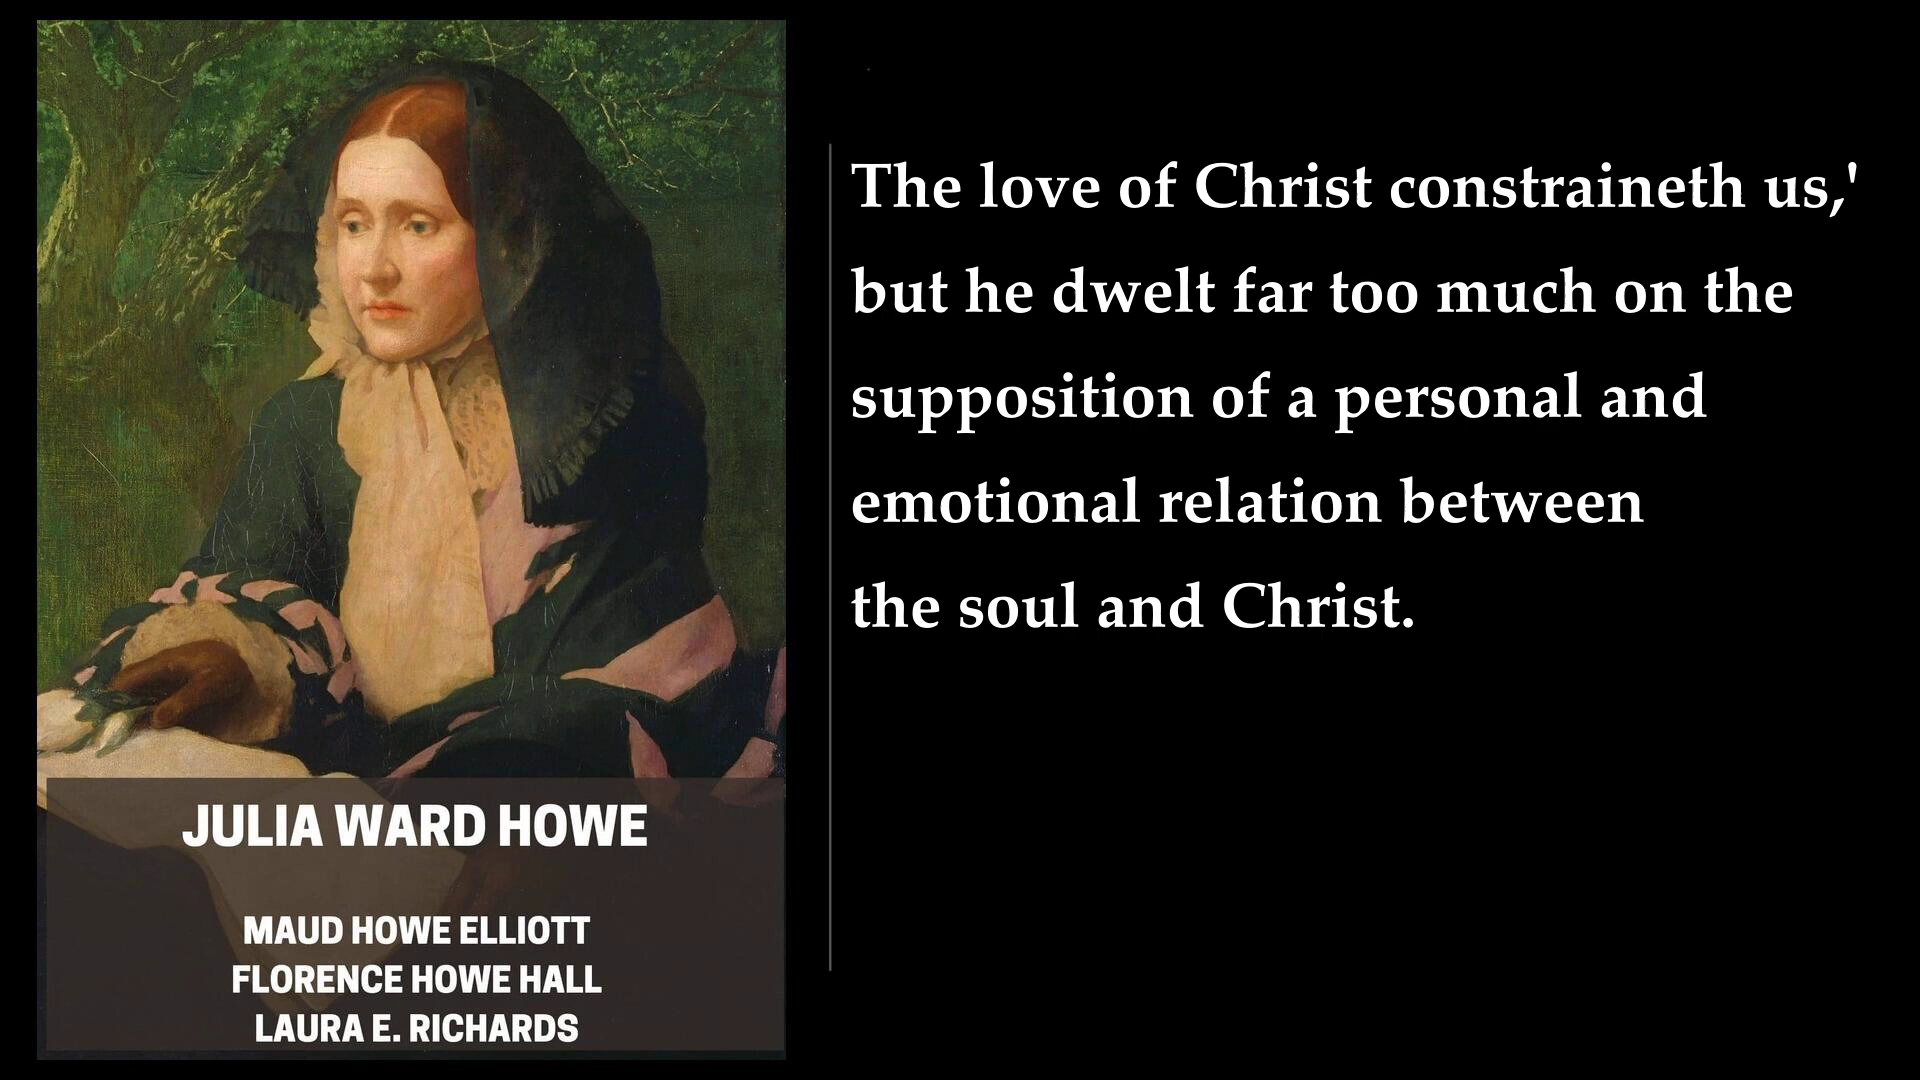 JULIA WARD HOWE
MAUD HOWE ELLIOTT
FLORENCE HOWE HALL
LAURA E. RICHARDS
The love of Christ constraineth us,'
but he dwelt far too much on the
supposition of a personal and
emotional relation between
the soul and Christ.